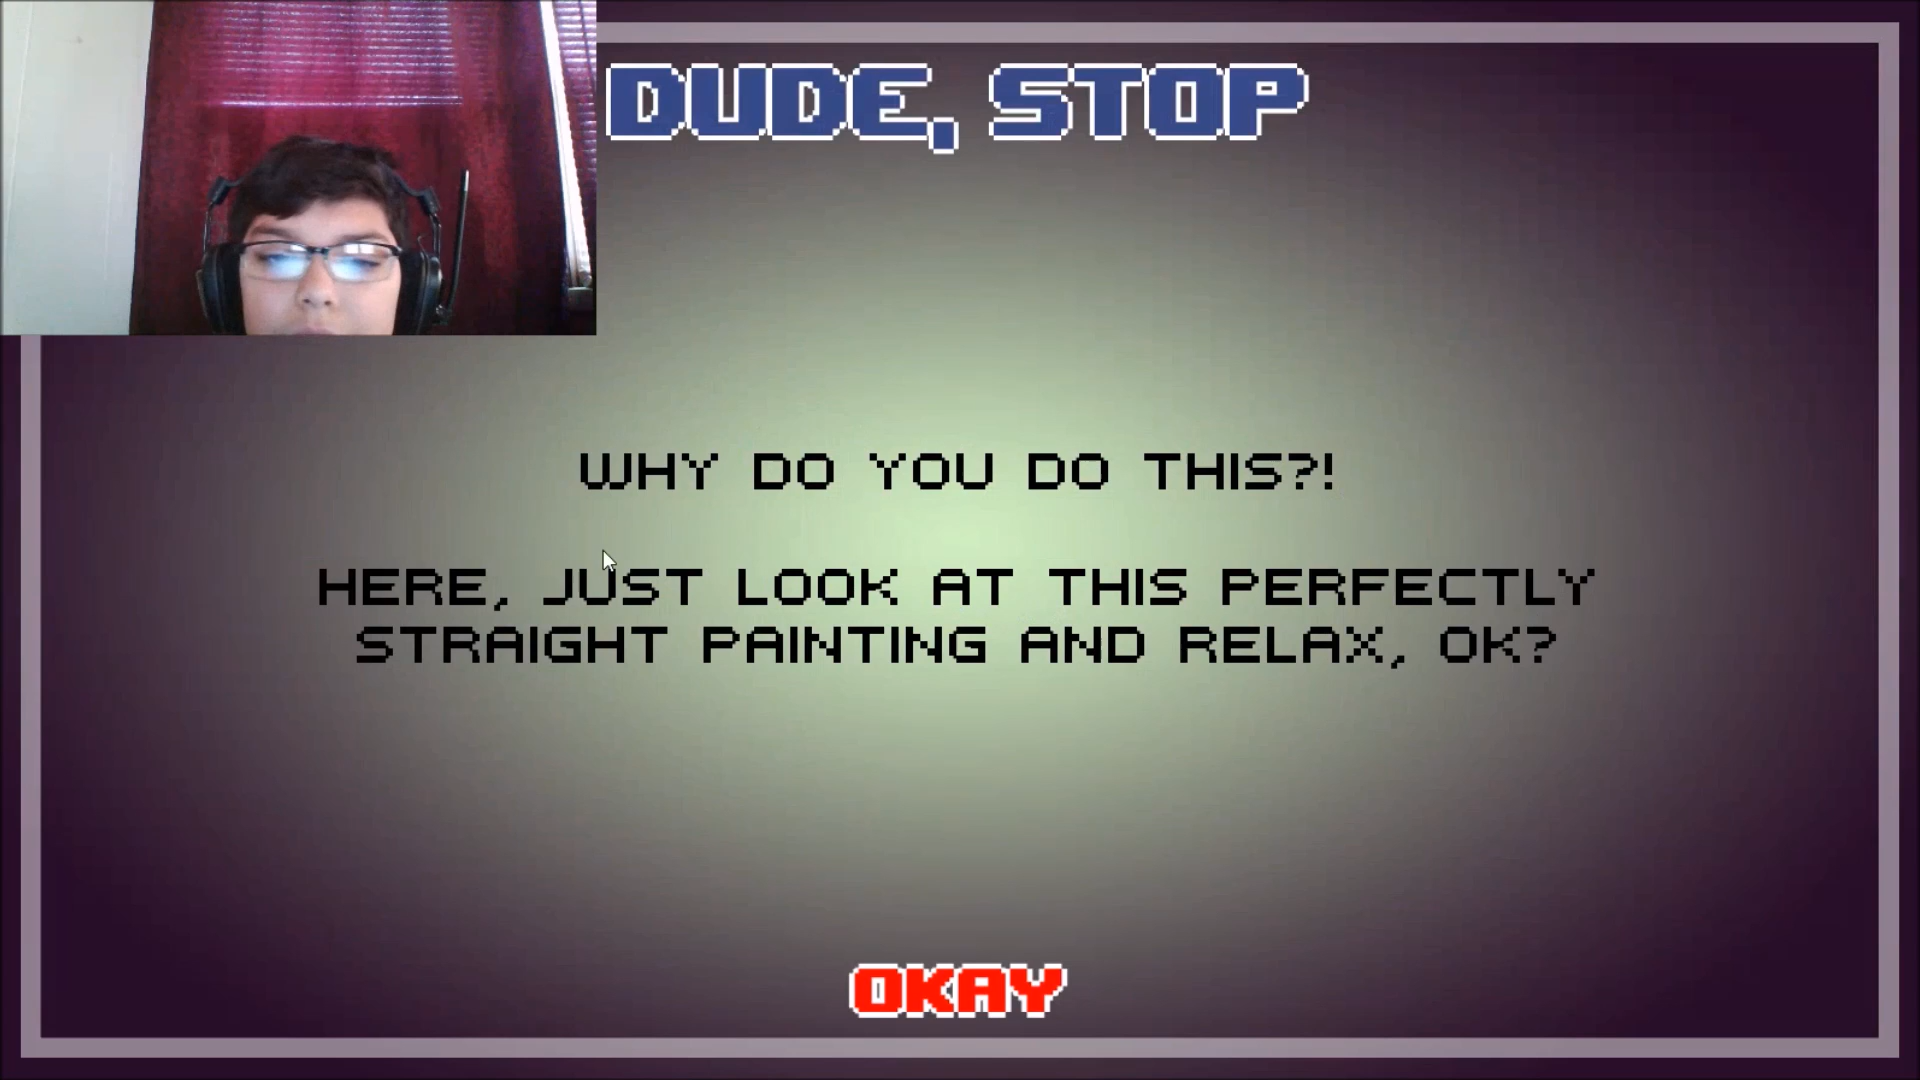 DUDE, STOP
WHY DO YOU DO THIS?!
HERE, JUST LOOK AT THIS PERFECTLY
STRAIGHT PAINTING AND RELAX, OK?
OKAY